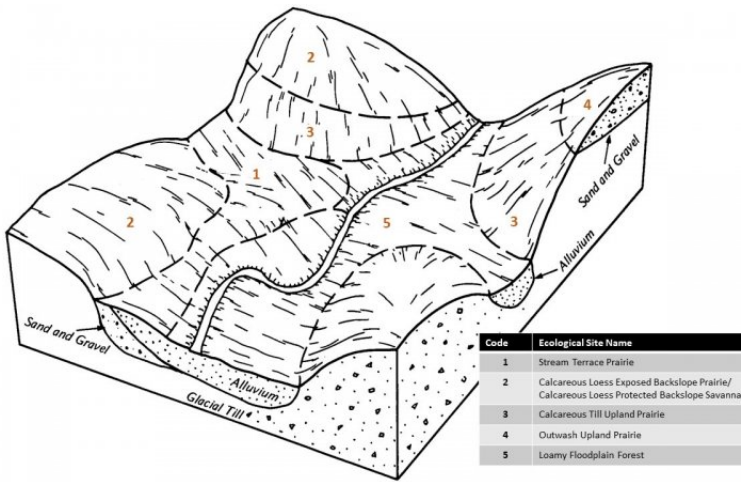 2
4
3
Sand and Gravel
1
2
5
3
Alluvium
Sand and Gravel
Alluvium
Glacial Till
Code Ecological Site Name
1 Stream Terrace Prairie
2 Calcareous Loess Exposed Backslope Prairie/
Calcareous Loess Protected Backslope Savanna
3 Calcareous Till Upland Prairie
4 Outwash Upland Prairie
5 Loamy Floodplain Forest